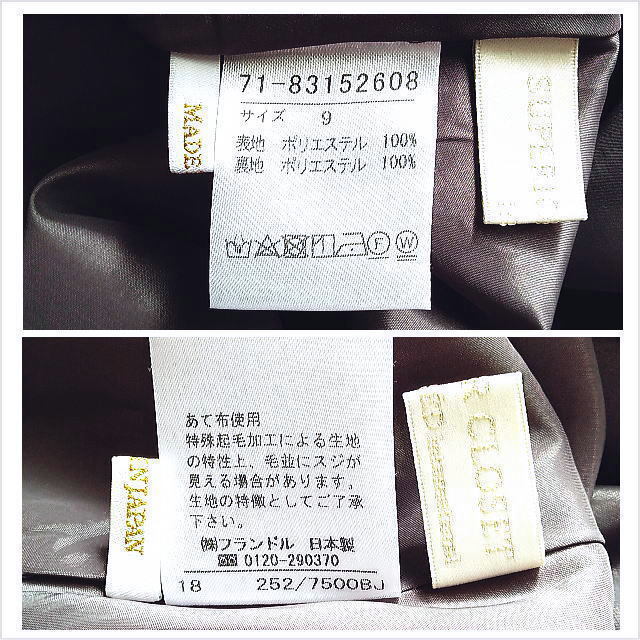 71-83152608
サイズ 9
表地 ポリエステル 100%
裏地 ポリエステル 100%
F W
MADE
SUPERI
あて布使用
特殊起毛加工による生地
の特性上、毛並にスジが
見える場合があります。
生地の特徴としてご了承
下さい。
㈱フランドル 日本製
0120-290370
18 252/7500BJ
IN JAPAN
R CLOSET